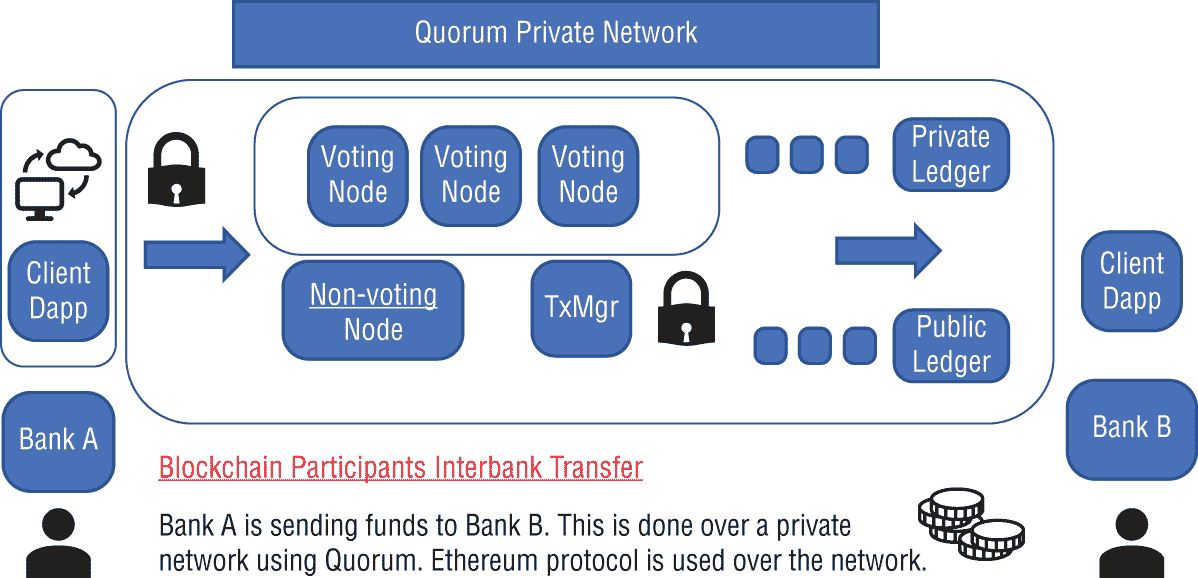 Quorum Private Network
Voting
Node
Voting
Node
Voting
Node
Private
Ledger
Client
Dapp
Non-voting
Node
TxMgr
Public
Ledger
Client
Dapp
Bank A
Bank B
Blockchain Participants Interbank Transfer
Bank A is sending funds to Bank B. This is done over a private
network using Quorum. Ethereum protocol is used over the network.